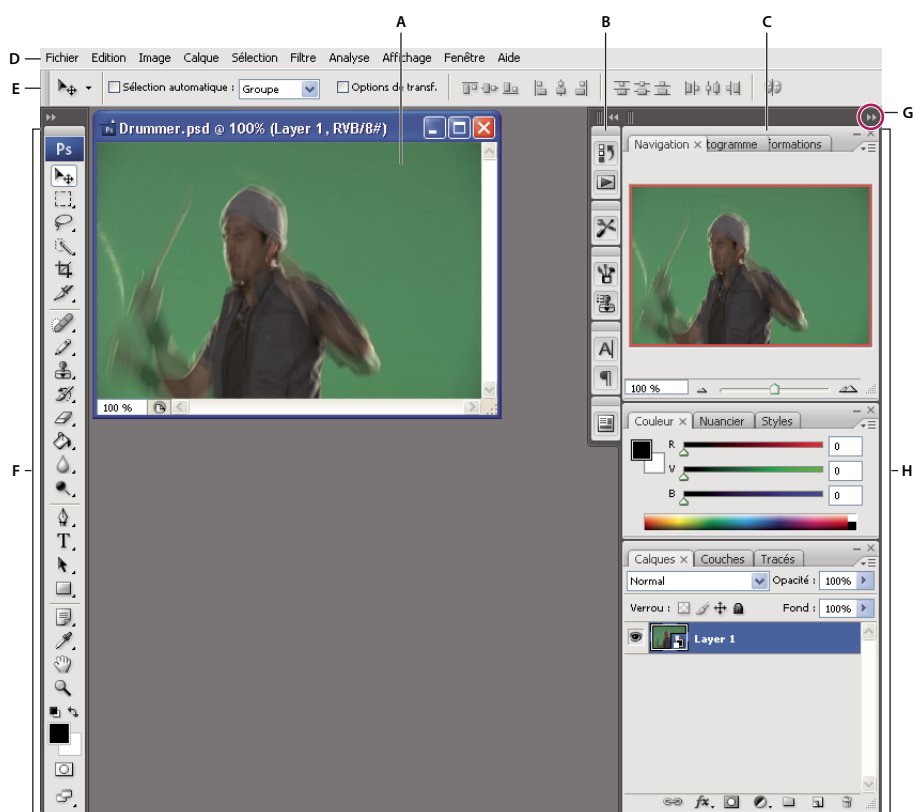 A B C
D Fichier Edition Image Calque Sélection Filtre Analyse Affichage Fenêtre Aide
E Sélection automatique : Groupe Options de transf.
G
Drummer.psd @ 100% (Layer 1, RVB/8#)
Navigation × togramme formations
Ps
A
100 %
100 %
Couleur × Nuancier Styles
R 0
F V 0 H
B 0
T
Calques × Couches Tracés
Normal Opacité : 100%
Verrou : Fond : 100%
Layer 1
fx